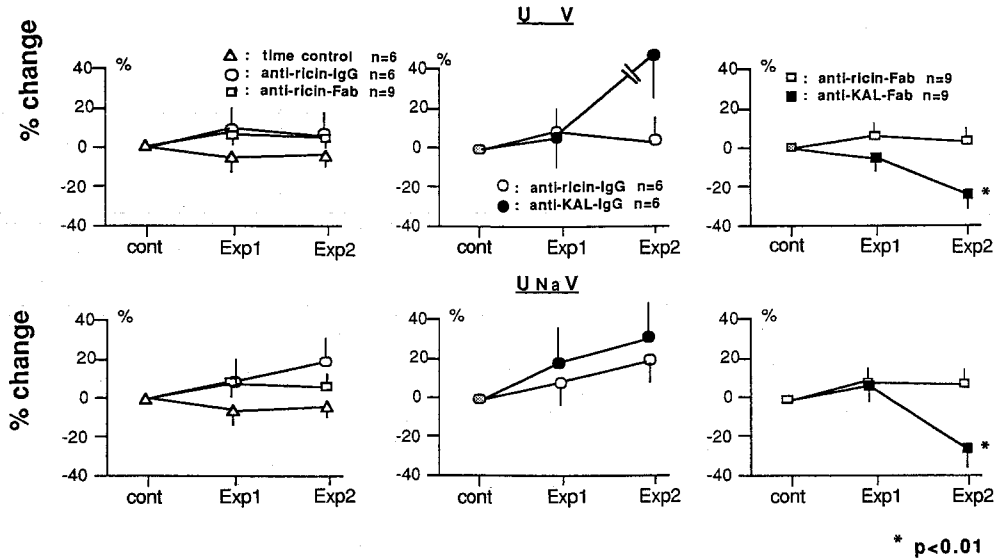 U V
% change
%
40
20
0
-20
-40
cont Exp1 Exp2
: time control n=6
: anti-ricin-IgG n=6
: anti-ricin-Fab n=9
%
40
20
0
-20
-40
cont Exp1 Exp2
: anti-ricin-IgG n=6
: anti-KAL-IgG n=6
%
40
20
0
-20
-40
cont Exp1 Exp2
: anti-ricin-Fab n=9
: anti-KAL-Fab n=9
*
UNaV
% change
%
40
20
0
-20
-40
cont Exp1 Exp2
%
40
20
0
-20
-40
cont Exp1 Exp2
%
40
20
0
-20
-40
cont Exp1 Exp2
*
* p<0.01